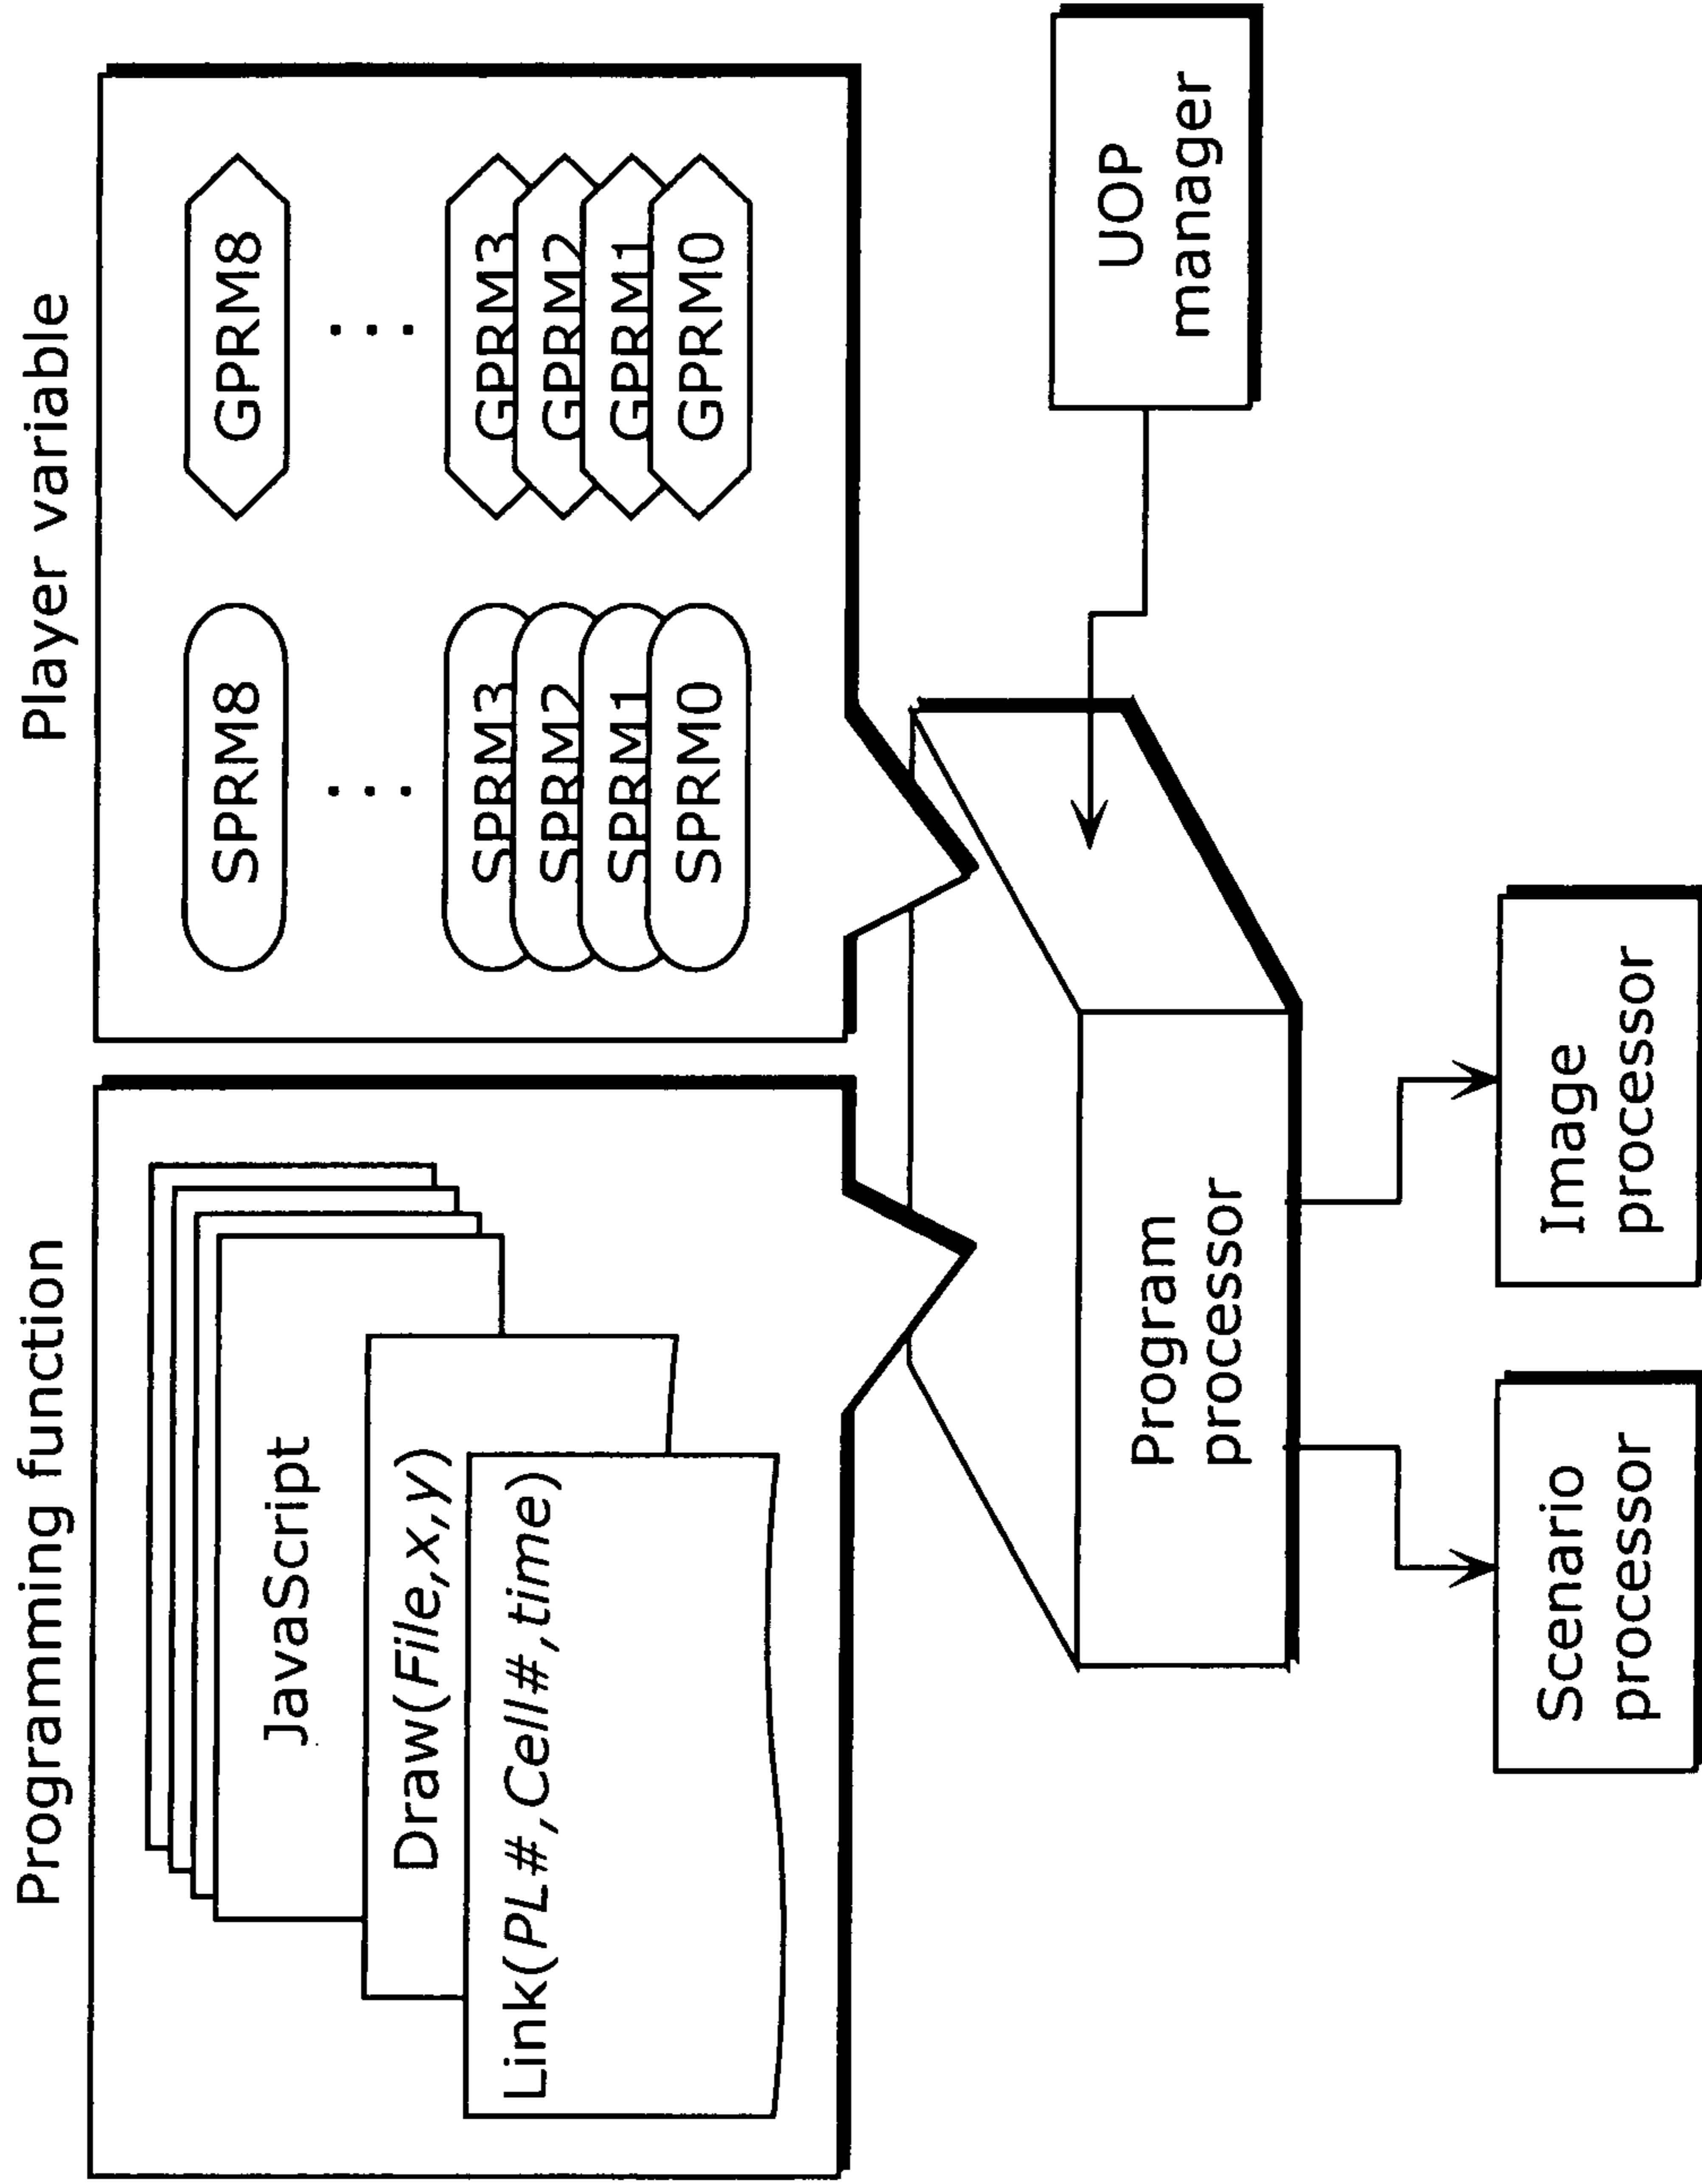 Programming function
JavaScript
Draw(File,x,y)
Link(PL#,Cell#,time)
Player variable
SPRM8
...
SPRM3
SPRM2
SPRM1
SPRM0
GPRM8
...
GPRM3
GPRM2
GPRM1
GPRM0
Program
processor
UOP
manager
Scenario
processor
Image
processor